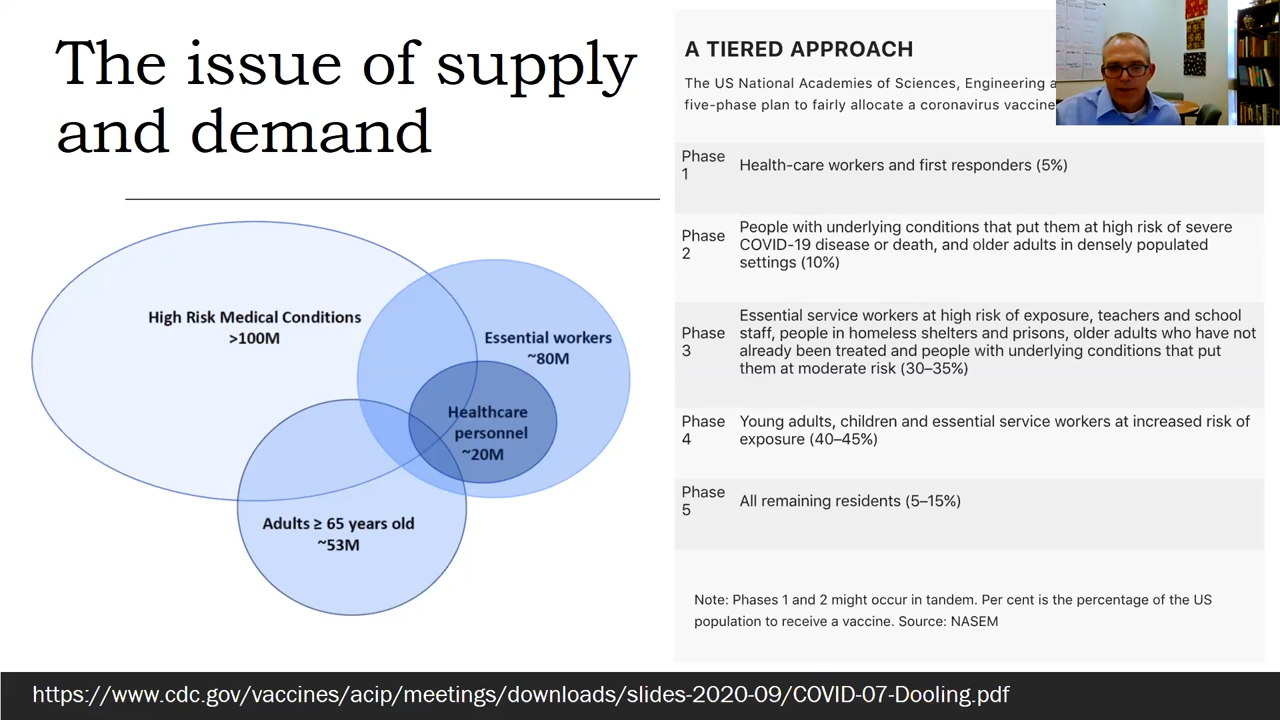 The issue of supply
and demand
High Risk Medical Conditions
>100M
Essential workers
~80M
Healthcare
personnel
~20M
Adults ≥ 65 years old
~53M
A TIERED APPROACH
The US National Academies of Sciences, Engineering a
five-phase plan to fairly allocate a coronavirus vaccine
Phase
1
Health-care workers and first responders (5%)
Phase
2
People with underlying conditions that put them at high risk of severe
COVID-19 disease or death, and older adults in densely populated
settings (10%)
Phase
3
Essential service workers at high risk of exposure, teachers and school
staff, people in homeless shelters and prisons, older adults who have not
already been treated and people with underlying conditions that put
them at moderate risk (30–35%)
Phase
4
Young adults, children and essential service workers at increased risk of
exposure (40–45%)
Phase
5
All remaining residents (5–15%)
Note: Phases 1 and 2 might occur in tandem. Per cent is the percentage of the US
population to receive a vaccine. Source: NASEM
https://www.cdc.gov/vaccines/acip/meetings/downloads/slides-2020-09/COVID-07-Dooling.pdf